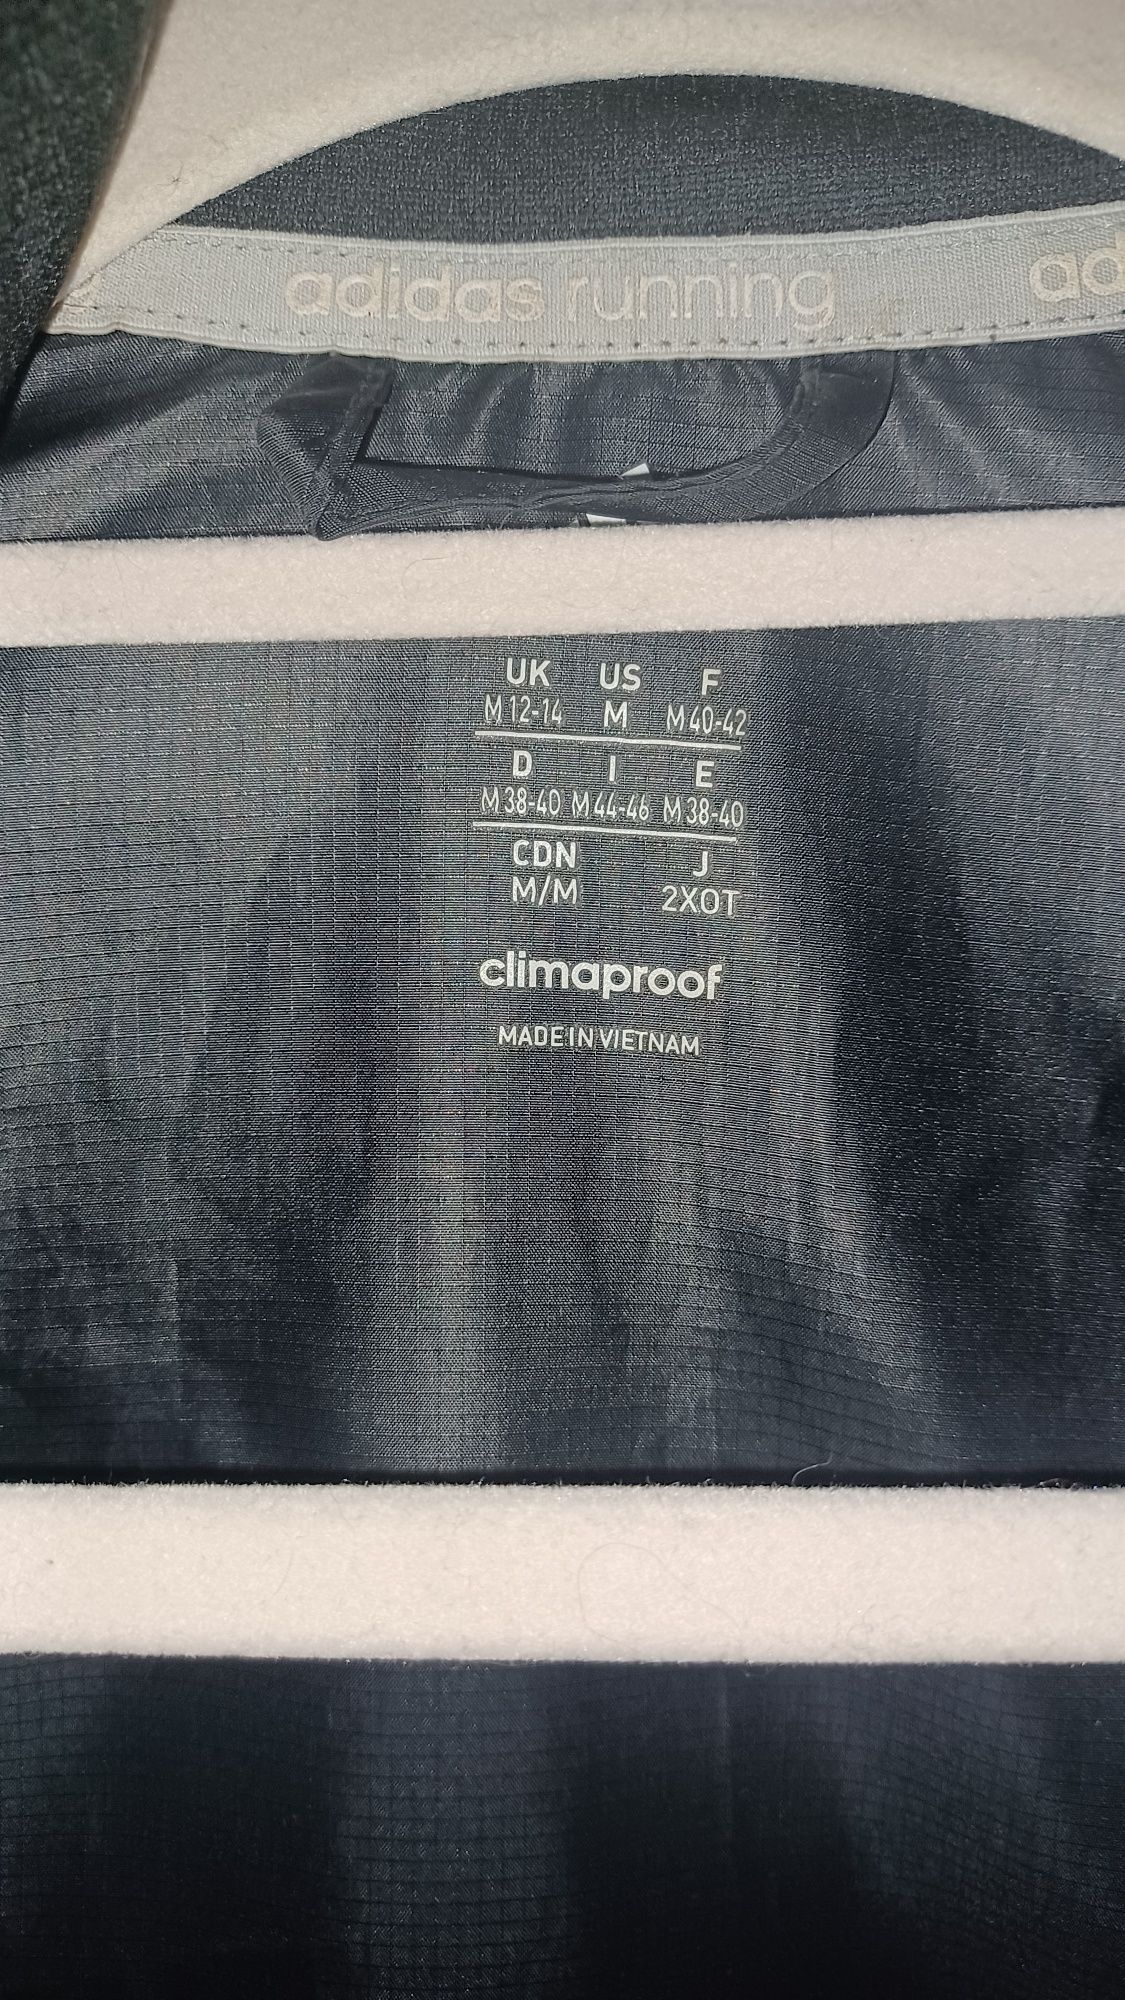 adidas running ad
UK US F
M 12-14 M M 40-42
D I E
M 38-40 M 44-46 M 38-40
CDN J
M/M 2XOT
climaproof
MADE IN VIETNAM